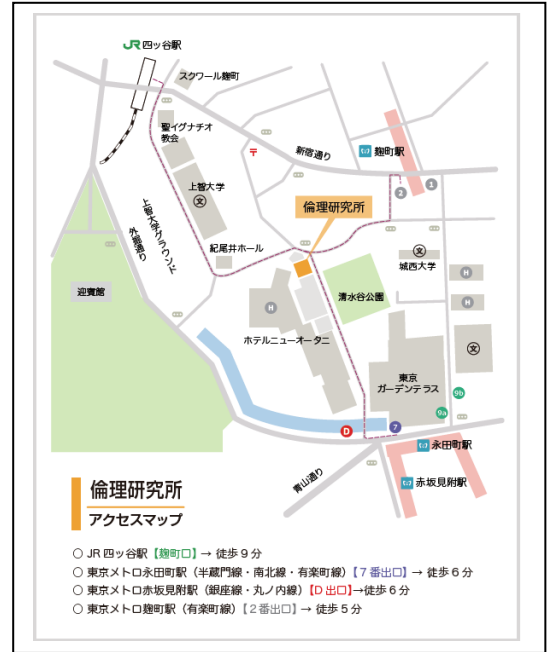 JR 四ッ谷駅
スクワール麹町
聖イグナチオ
教会
新宿通り
麹町駅
上智大学
文
2
1
倫理研究所
上智大学グラウンド
外堀通り
紀尾井ホール
文
城西大学
迎賓館
H
清水谷公園
H
H
ホテルニューオータニ
文
東京
ガーデンテラス
9b
9a
D
7
永田町駅
青山通り
赤坂見附駅
倫理研究所
アクセスマップ
○ JR 四ッ谷駅【麹町口】→ 徒歩 9 分
○ 東京メトロ永田町駅（半蔵門線・南北線・有楽町線）【7 番出口】→ 徒歩 6 分
○ 東京メトロ赤坂見附駅（銀座線・丸ノ内線）【D 出口】→徒歩 6 分
○ 東京メトロ麹町駅（有楽町線）【2 番出口】→ 徒歩 5 分